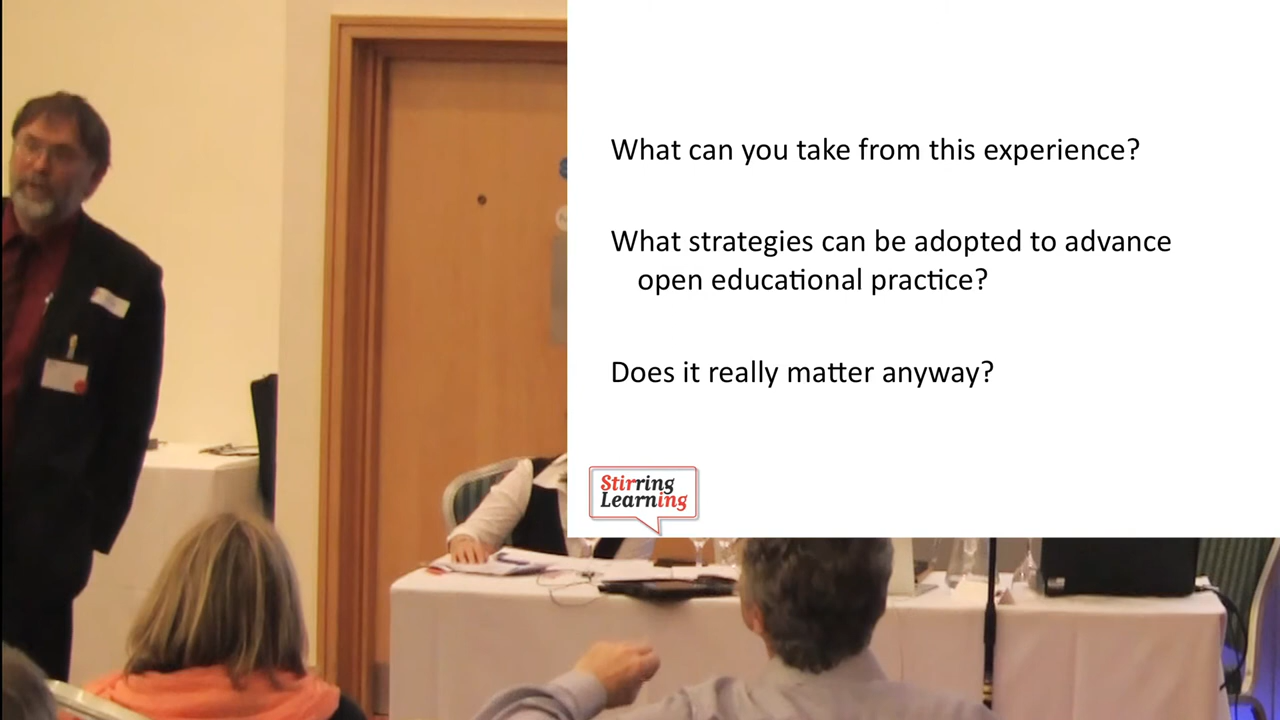 What can you take from this experience?
What strategies can be adopted to advance
open educational practice?
Does it really matter anyway?
Stirring
Learning